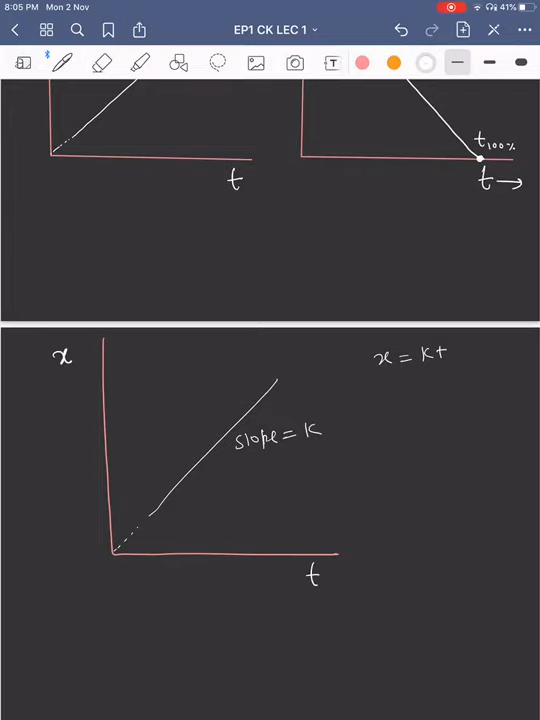 8:05 PM Mon 2 Nov
41%
EP1 CK LEC 1
T
t100%
t
t
x
x = kt
slope = k
t